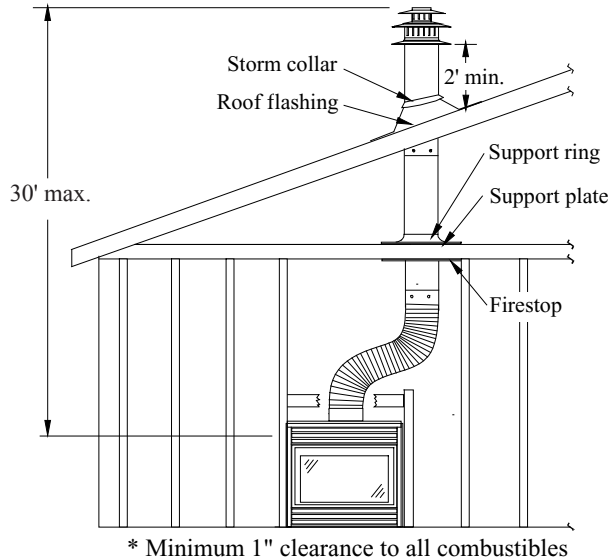 2' min.
Storm collar
Roof flashing
Support ring
30' max.
Support plate
Firestop
* Minimum 1" clearance to all combustibles